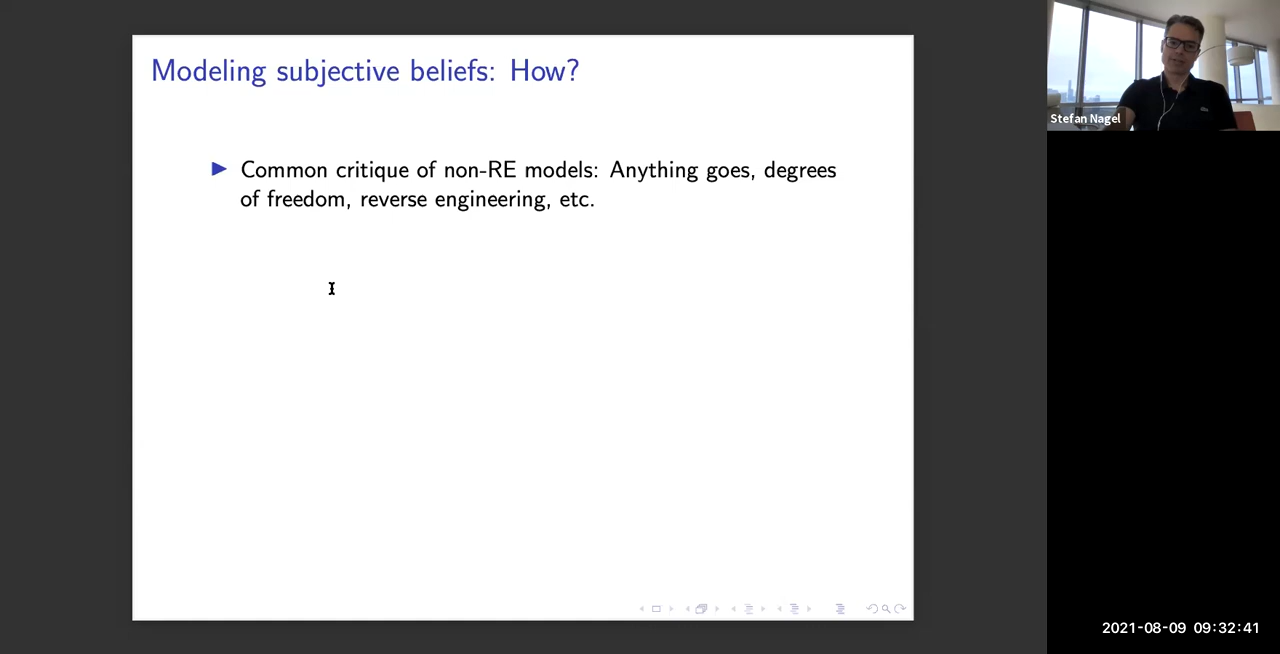 Modeling subjective beliefs: How?
Common critique of non-RE models: Anything goes, degrees
of freedom, reverse engineering, etc.
Stefan Nagel
2021-08-09 09:32:41